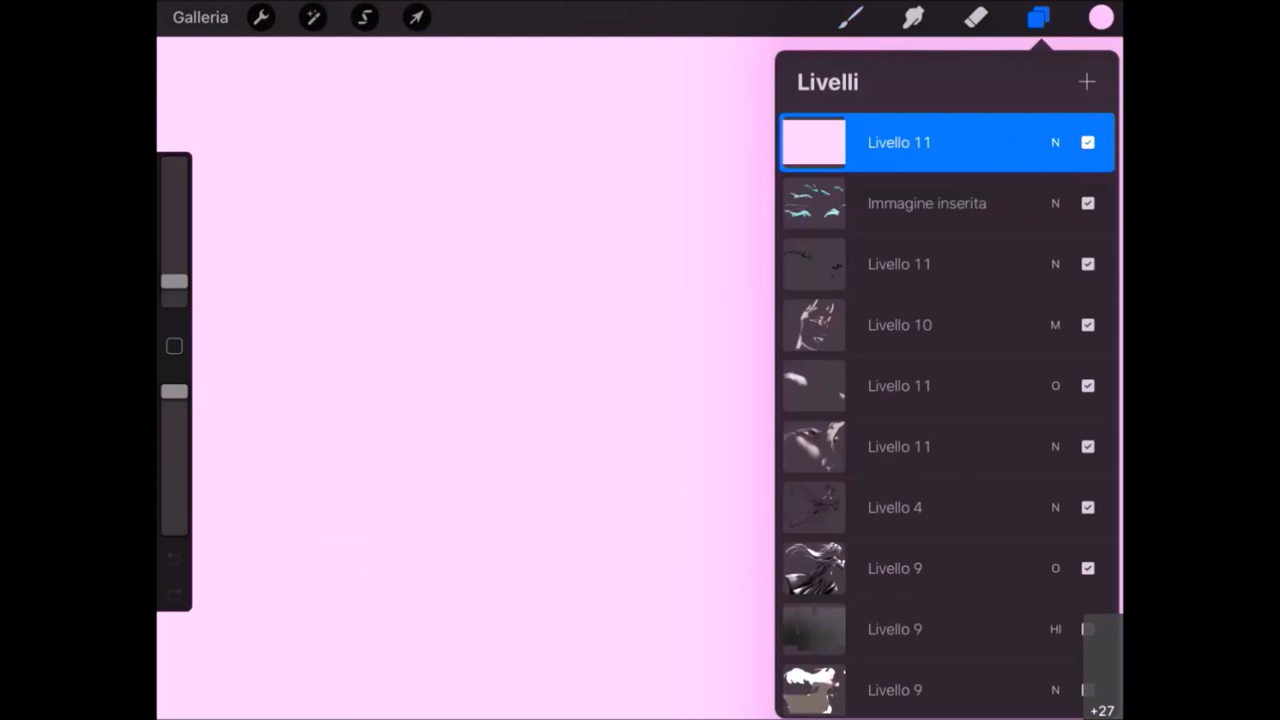 Galleria
Livelli
Livello 11 N
Immagine inserita N
Livello 11 N
Livello 10 M
Livello 11 O
Livello 11 N
Livello 4 N
Livello 9 O
Livello 9 HI
Livello 9 N
+27